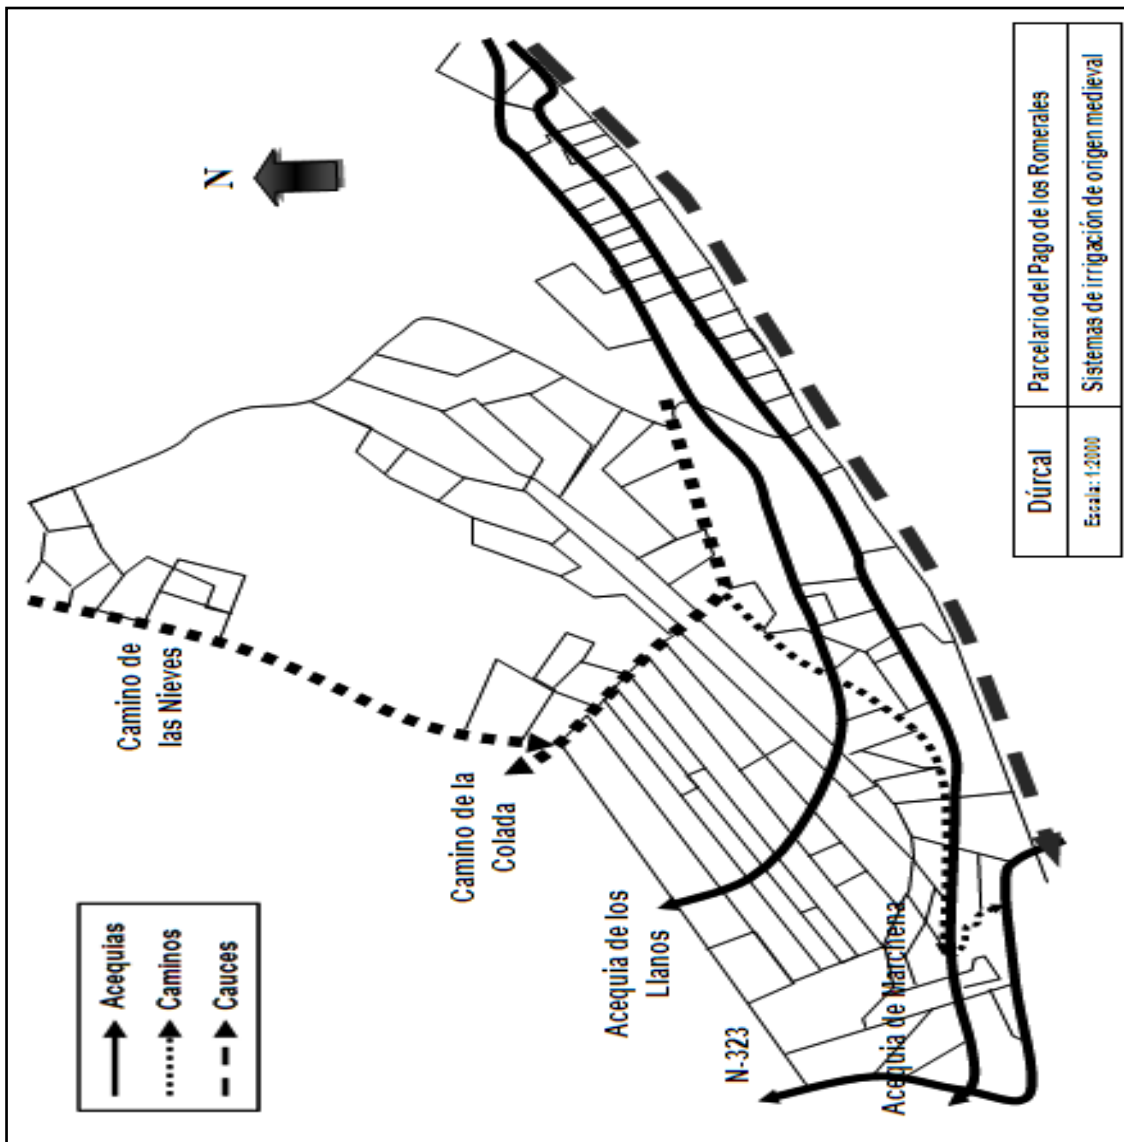 N
Dúrcal
Parcelario del Pago de los Romerales
Escala: 1:2000
Sistemas de irrigación de origen medieval
Camino de
las Nieves
Camino de la
Colada
Acequia de los
Llanos
N-323
Acequia de Marchena
Acequias
Caminos
Cauces